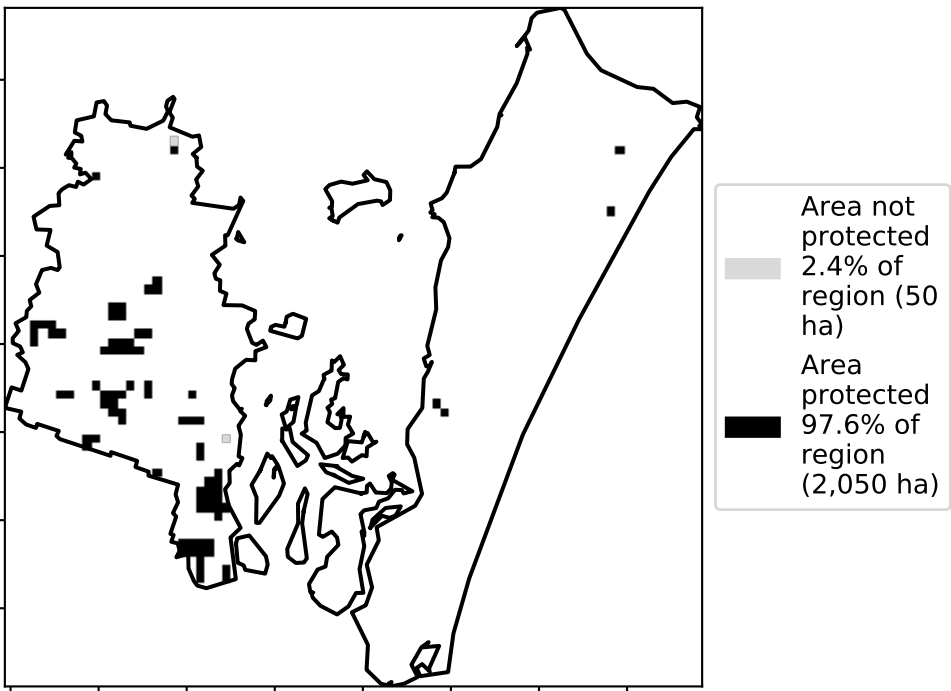 Area not
protected
2.4% of
region (50
ha)
Area
protected
97.6% of
region
(2,050 ha)